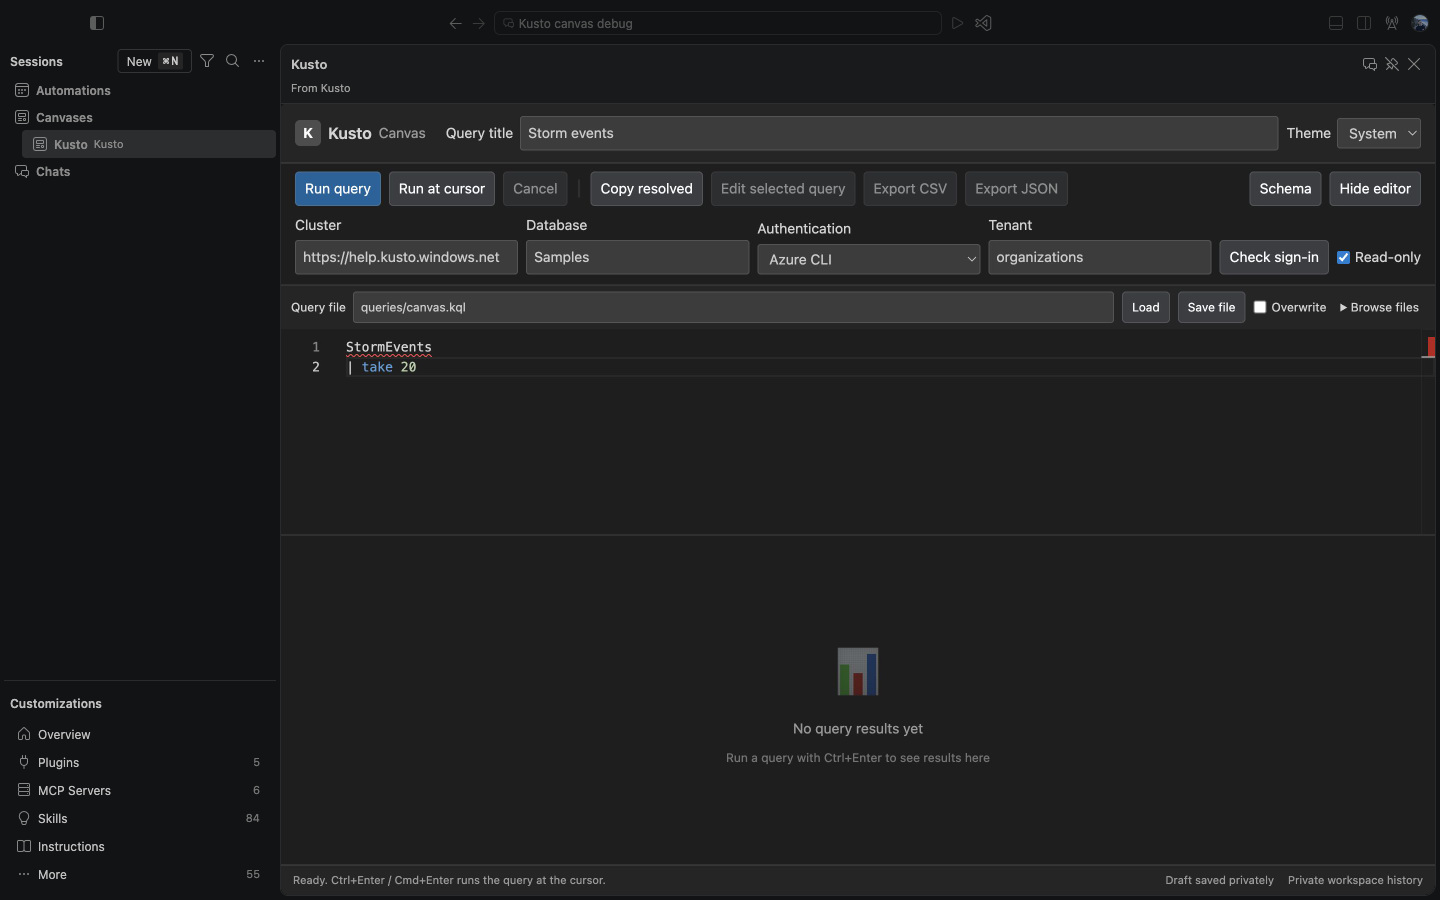 Kusto canvas debug
Sessions
New ⌘N
Automations
Canvases
Kusto Kusto
Chats
Customizations
Overview
Plugins 5
MCP Servers 6
Skills 84
Instructions
More 55
Kusto
From Kusto
K Kusto Canvas Query title Storm events Theme System
Run query Run at cursor Cancel Copy resolved Edit selected query Export CSV Export JSON Schema Hide editor
Cluster Database Authentication Tenant
https://help.kusto.windows.net Samples Azure CLI organizations Check sign-in Read-only
Query file queries/canvas.kql Load Save file Overwrite Browse files
1 StormEvents
2 | take 20
No query results yet
Run a query with Ctrl+Enter to see results here
Ready. Ctrl+Enter / Cmd+Enter runs the query at the cursor. Draft saved privately Private workspace history